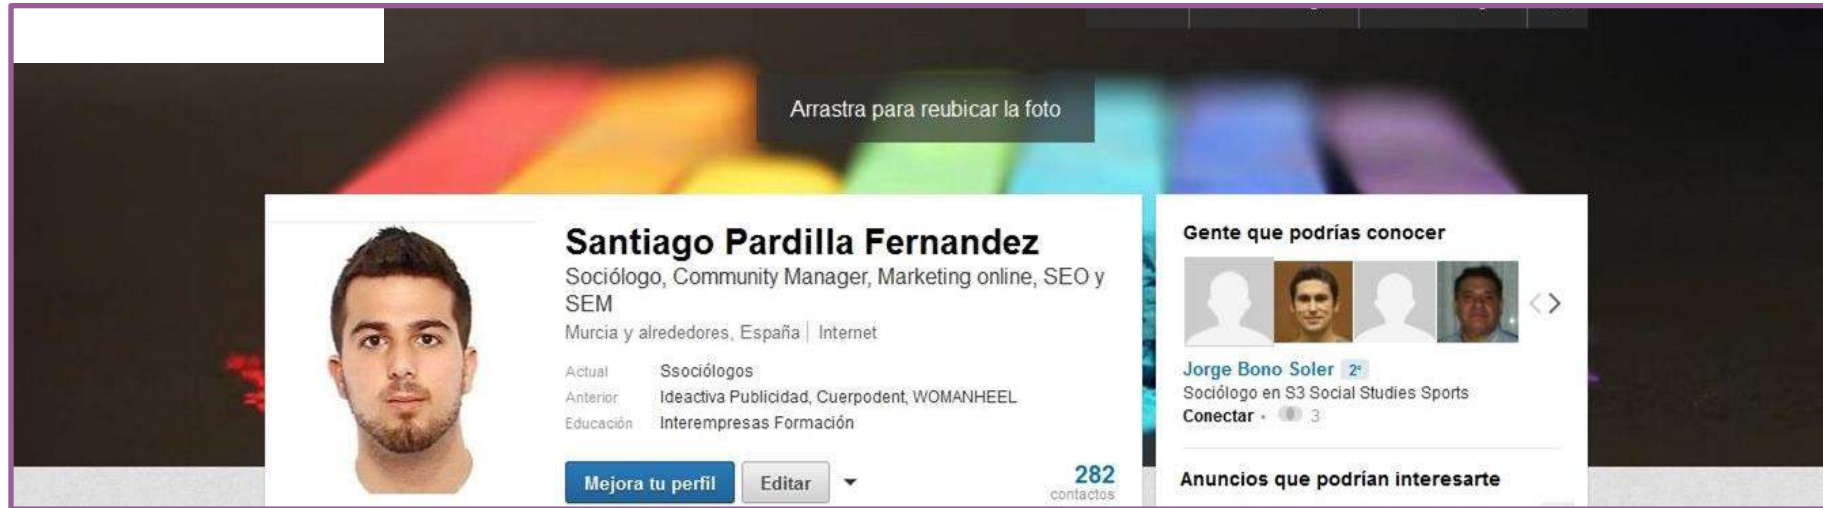 Arrastra para reubicar la foto
Santiago Pardilla Fernandez
Sociólogo, Community Manager, Marketing online, SEO y
SEM
Murcia y alrededores, España | Internet
Actual Ssociólogos
Anterior Ideactiva Publicidad, Cuerpodent, WOMANHEEL
Educación Interempresas Formación
Mejora tu perfil Editar
282
contactos
Gente que podrías conocer
Jorge Bono Soler 2º
Sociólogo en S3 Social Studies Sports
Conectar · 3
Anuncios que podrían interesarte